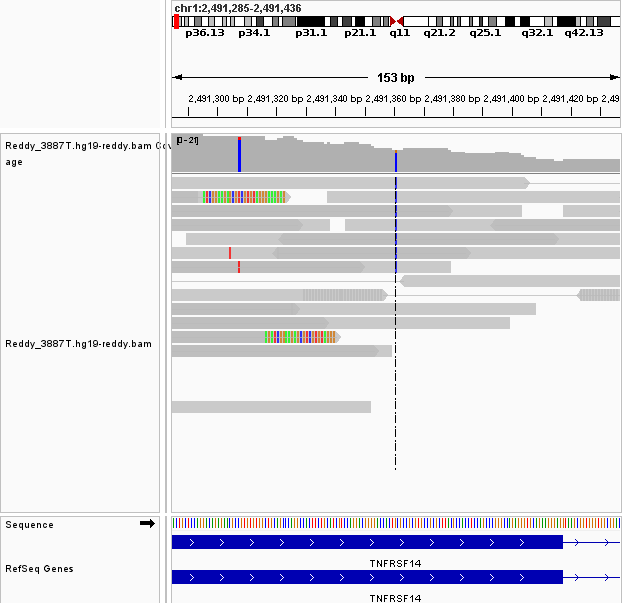 chr1:2,491,285-2,491,436
p36.13 p34.1 p31.1 p21.1 q11 q21.2 q25.1 q32.1 q42.13
153 bp
2,491,300 bp 2,491,320 bp 2,491,340 bp 2,491,360 bp 2,491,380 bp 2,491,400 bp 2,491,420 bp 2,49
[0-21]
Reddy_3887T.hg19-reddy.bam Cov
age
Reddy_3887T.hg19-reddy.bam
Sequence
RefSeq Genes
TNFRSF14
TNFRSF14